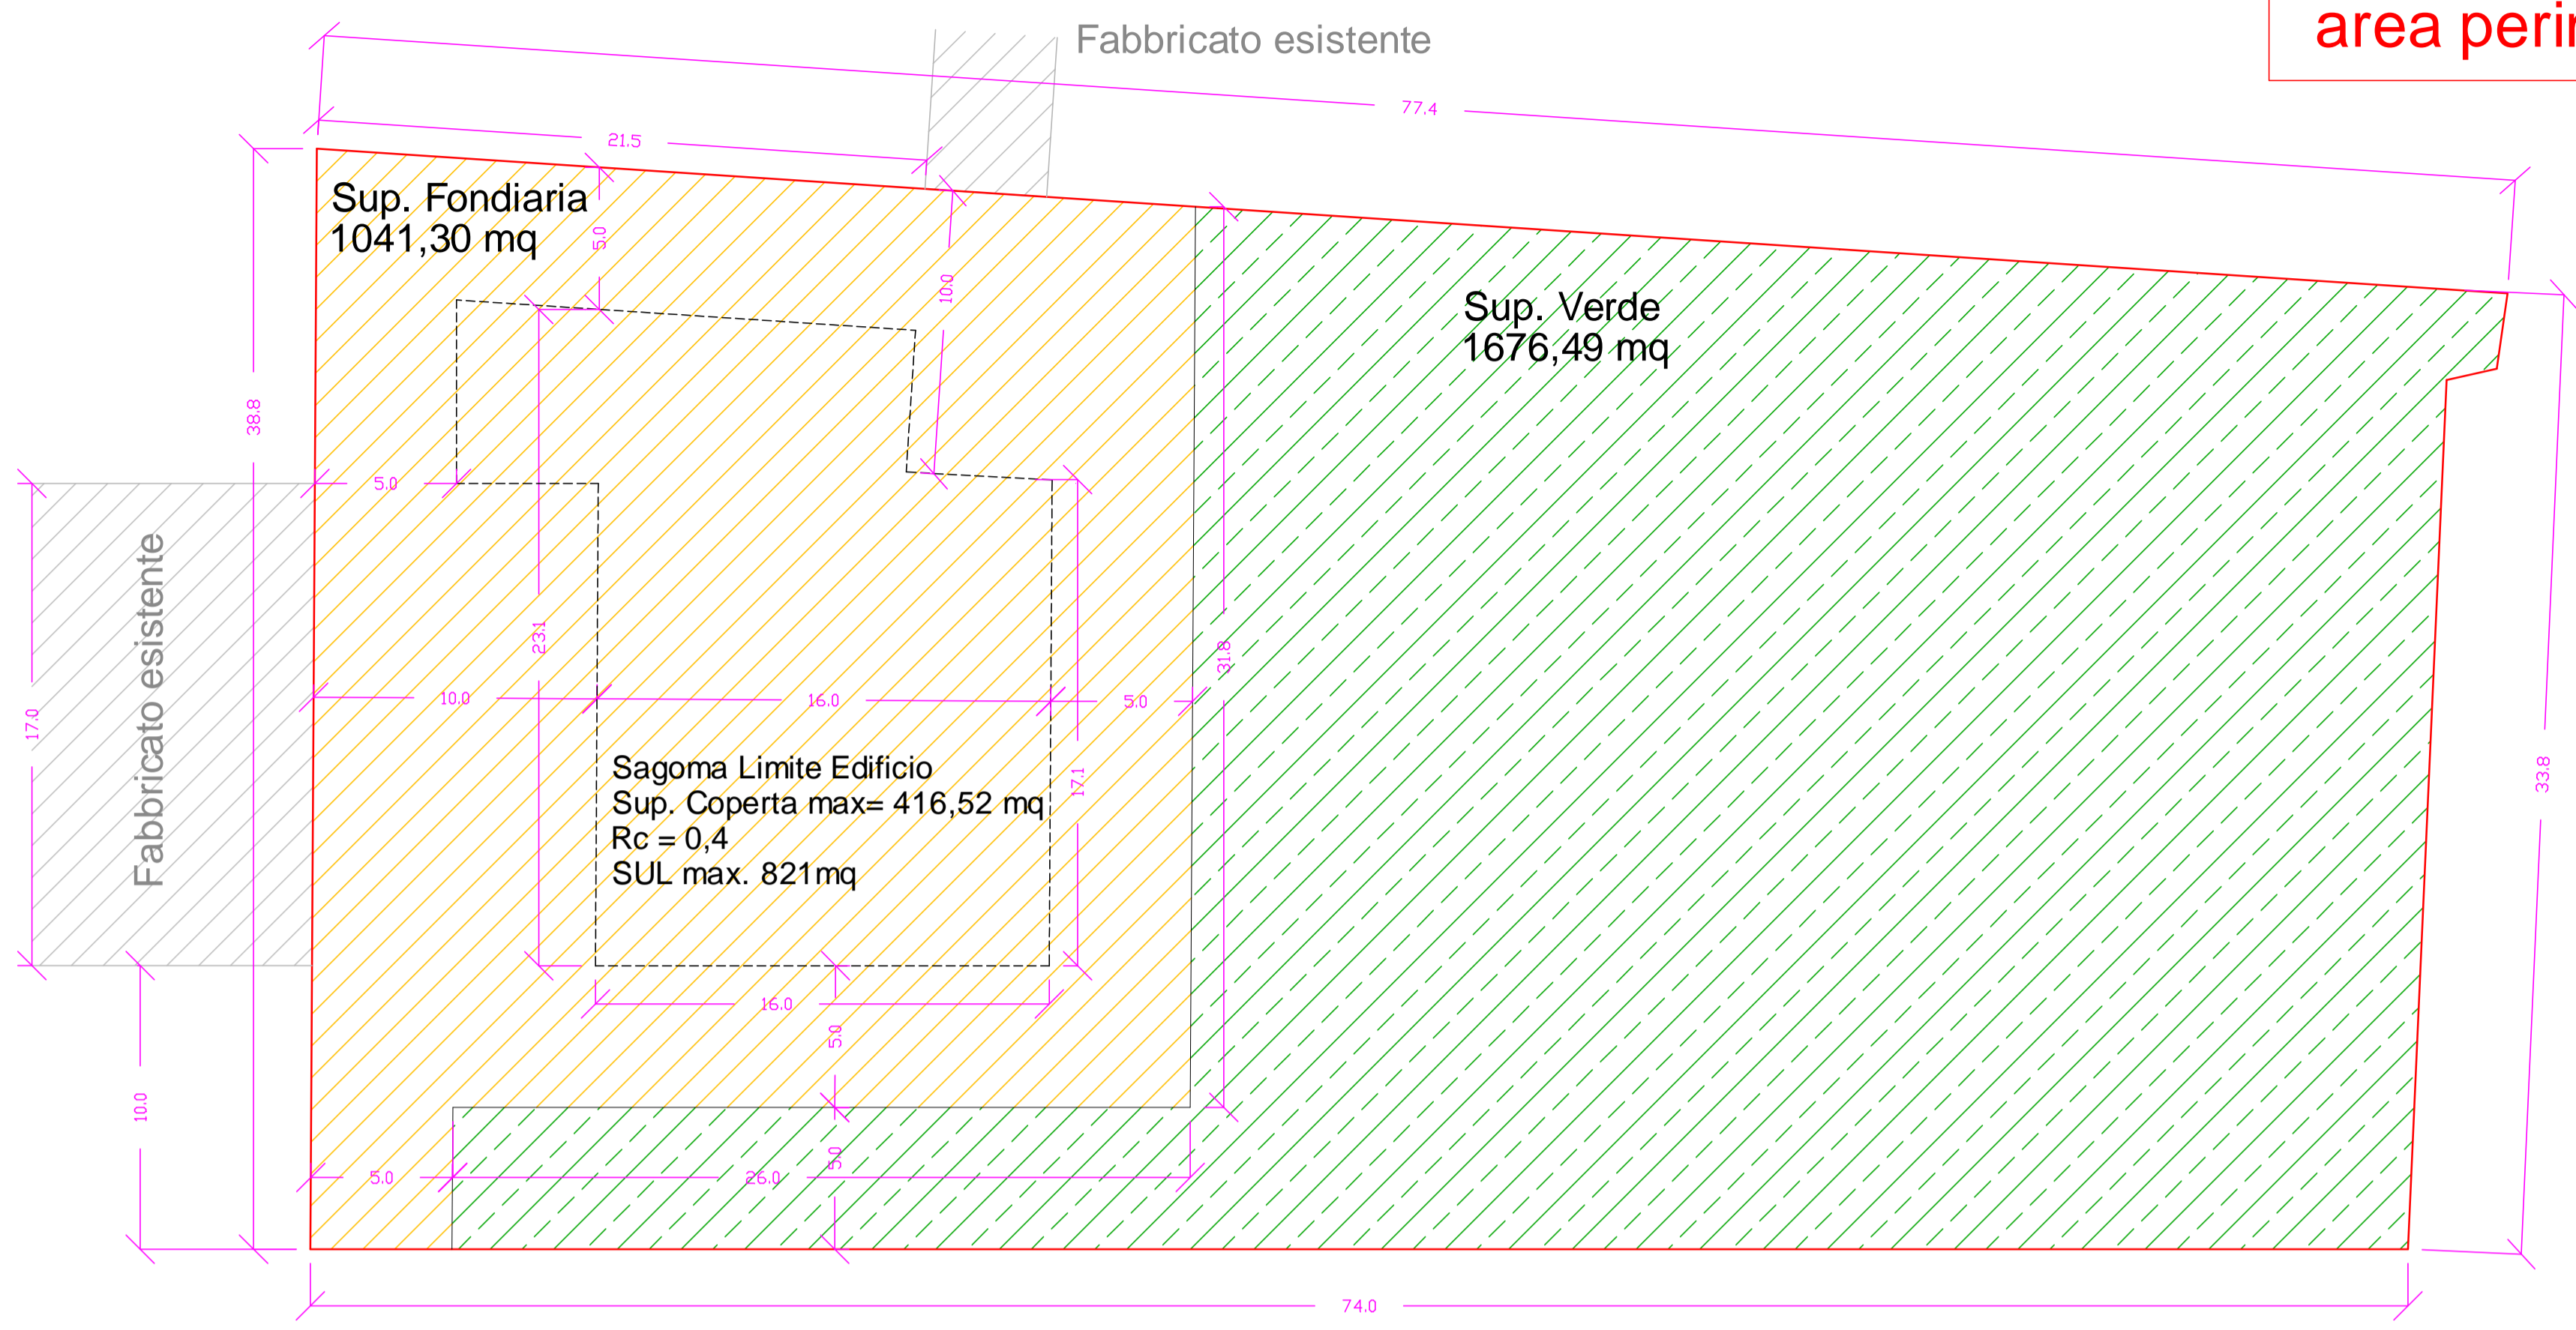 Fabbricato esistente
area perin
77.4
21.5
Sup. Fondiaria
1041,30 mq
5.0
10.0
Sup. Verde
1676,49 mq
38.8
5.0
Fabbricato esistente
17.0
23.1
31.8
10.0
16.0
5.0
Sagoma Limite Edificio
Sup. Coperta max= 416,52 mq
Rc = 0,4
SUL max. 821mq
17.1
33.8
16.0
5.0
10.0
5.0
5.0
26.0
74.0